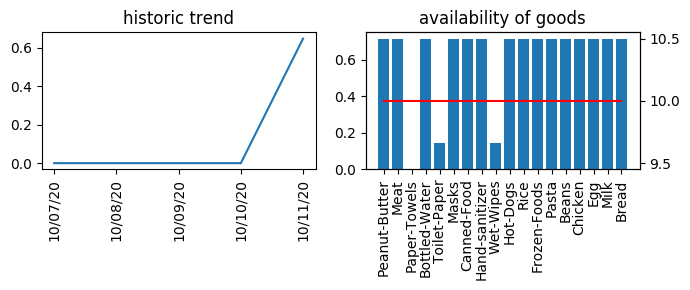 historic trend
0.6
0.4
0.2
0.0
10/07/20
10/08/20
10/09/20
10/10/20
10/11/20
availability of goods
0.6
0.4
0.2
0.0
10.5
10.0
9.5
Peanut-Butter
Meat
Paper-Towels
Bottled-Water
Toilet-Paper
Masks
Canned-Food
Hand-sanitizer
Wet-Wipes
Hot-Dogs
Rice
Frozen-Foods
Pasta
Beans
Chicken
Egg
Milk
Bread